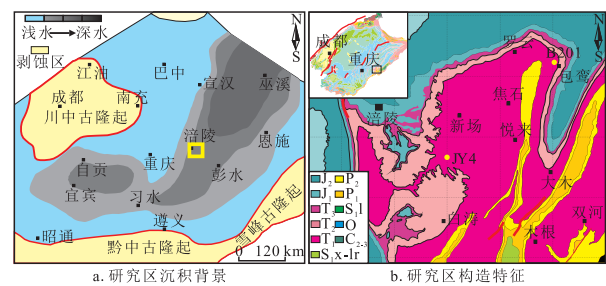 浅水 深水
剥蚀区
N
S
江油
巴中
宣汉
巫溪
成都
南充
川中古隆起
涪陵
恩施
自贡
重庆
彭水
宜宾
习水
遵义
昭通
黔中古隆起
雪峰古隆起
0 120 km
a. 研究区沉积背景
成都
重庆
N
S
B201
包鸾
涪陵
焦石
新场
悦来
JY4
大木
白涛
双河
木根
J₂ P₂
J₁ P₁
T₃ S₁l
T₂ O
T₁ C₂₋₃
S₁x-lr
b. 研究区构造特征